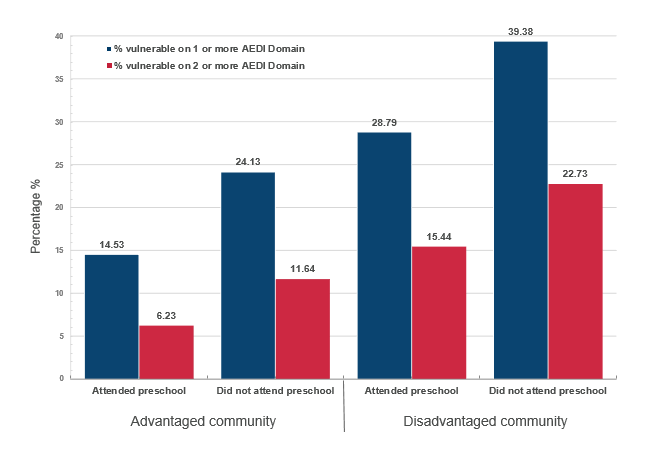 % vulnerable on 1 or more AEDI Domain
% vulnerable on 2 or more AEDI Domain
Percentage %
40
35
30
25
20
15
10
5
0
14.53
6.23
24.13
11.64
28.79
15.44
39.38
22.73
Attended preschool
Did not attend preschool
Attended preschool
Did not attend preschool
Advantaged community
Disadvantaged community